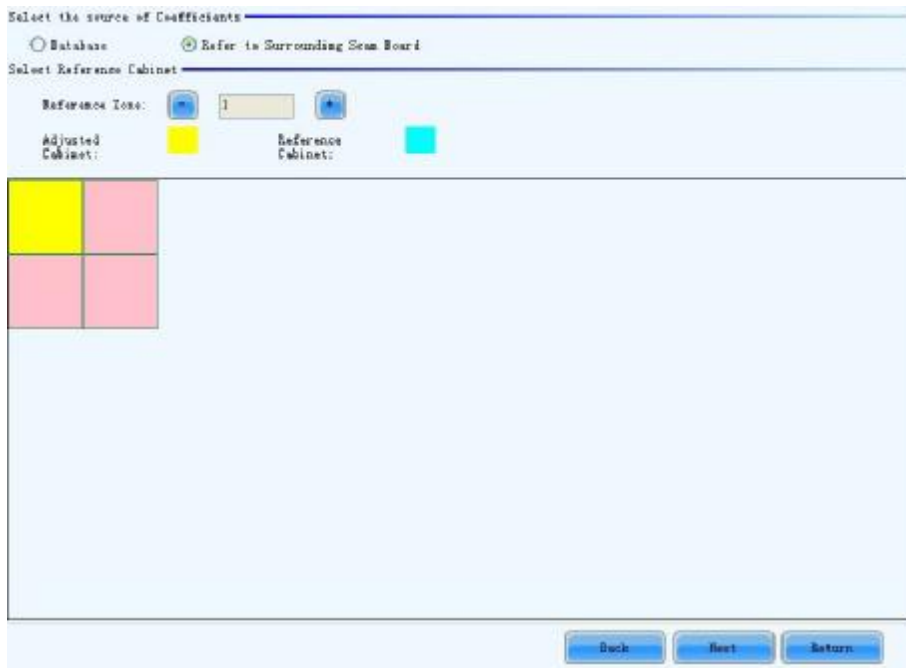 Select the source of Coefficients
Database Refer to Surrounding Scan Board
Select Reference Cabinet
Reference Zone: - 1 +
Adjusted Cabinet: Reference Cabinet:
Back Next Return